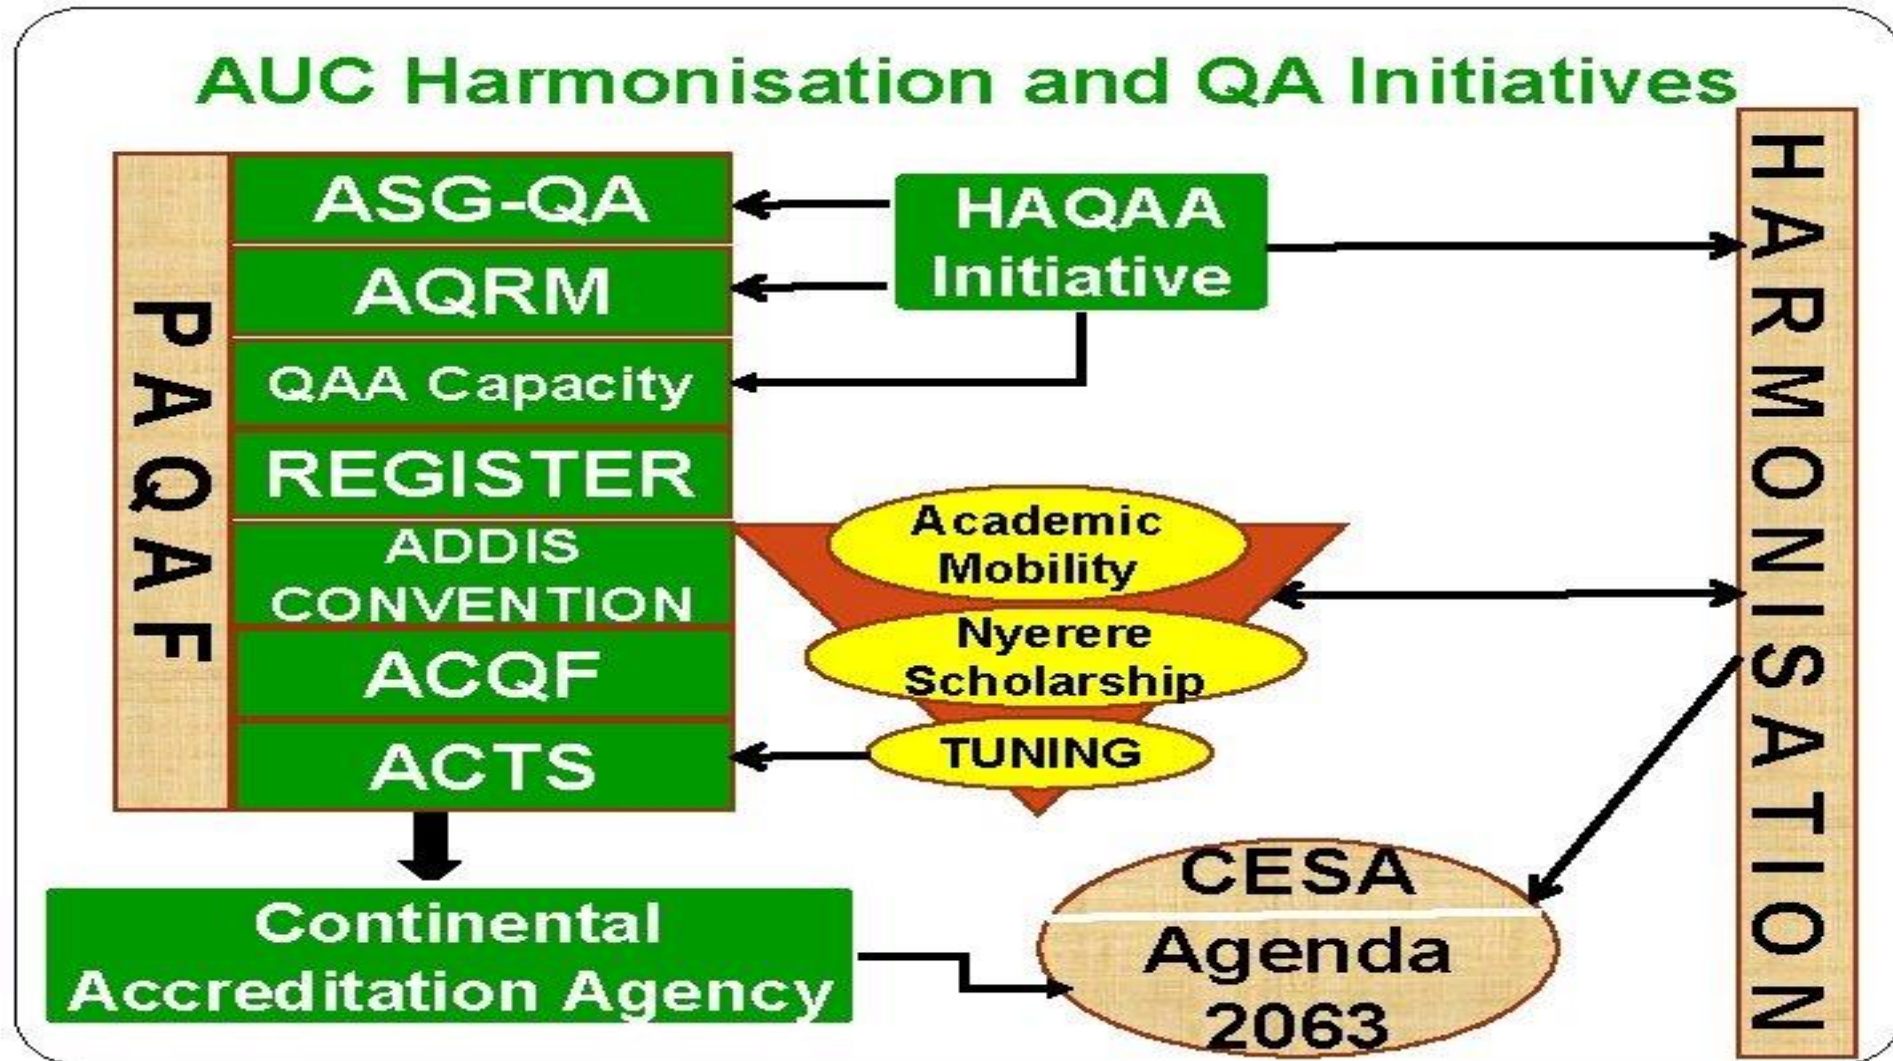 AUC Harmonisation and QA Initiatives
PAQAF
ASG-QA
AQRM
QAA Capacity
REGISTER
ADDIS
CONVENTION
ACQF
ACTS
HAQAA
Initiative
Academic
Mobility
Nyerere
Scholarship
TUNING
Continental
Accreditation Agency
CESA
Agenda
2063
HARMONISATION